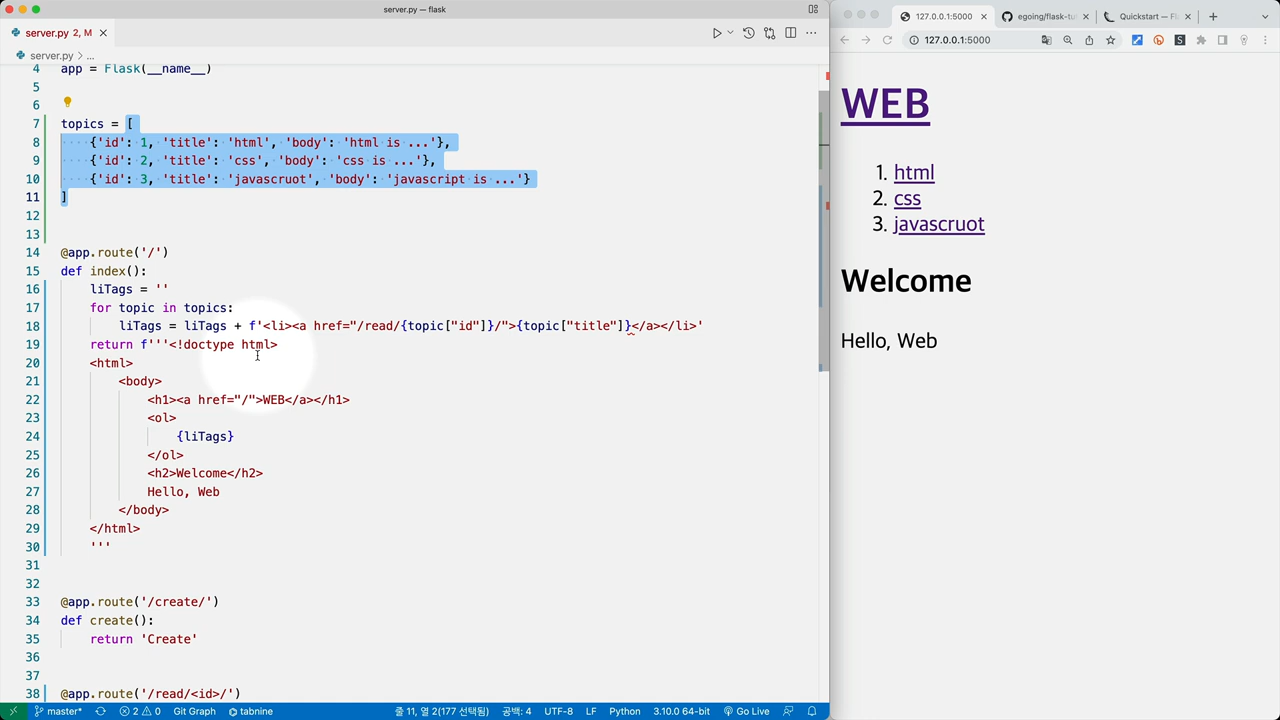 server.py — flask
server.py 2, M
server.py > ...
4 app = Flask(__name__)
5
6
7 topics = [
8 ····{'id': 1, 'title': 'html', 'body': 'html is ...'},
9 ····{'id': 2, 'title': 'css', 'body': 'css is ...'},
10 ····{'id': 3, 'title': 'javascruot', 'body': 'javascript is ...'}
11 ]
12
13
14 @app.route('/')
15 def index():
16 liTags = ''
17 for topic in topics:
18 liTags = liTags + f'<li><a href="/read/{topic["id"]}/">{topic["title"]}</a></li>'
19 return f'''<!doctype html>
20 <html>
21 <body>
22 <h1><a href="/">WEB</a></h1>
23 <ol>
24 {liTags}
25 </ol>
26 <h2>Welcome</h2>
27 Hello, Web
28 </body>
29 </html>
30 '''
31
32
33 @app.route('/create/')
34 def create():
35 return 'Create'
36
37
38 @app.route('/read/<id>/')
master* 2 0 Git Graph tabnine 줄 11, 열 2(177 선택됨) 공백: 4 UTF-8 LF Python 3.10.0 64-bit Go Live
127.0.0.1:5000 egoing/flask-tu Quickstart — Fl
127.0.0.1:5000
WEB
1. html
2. css
3. javascruot
Welcome
Hello, Web